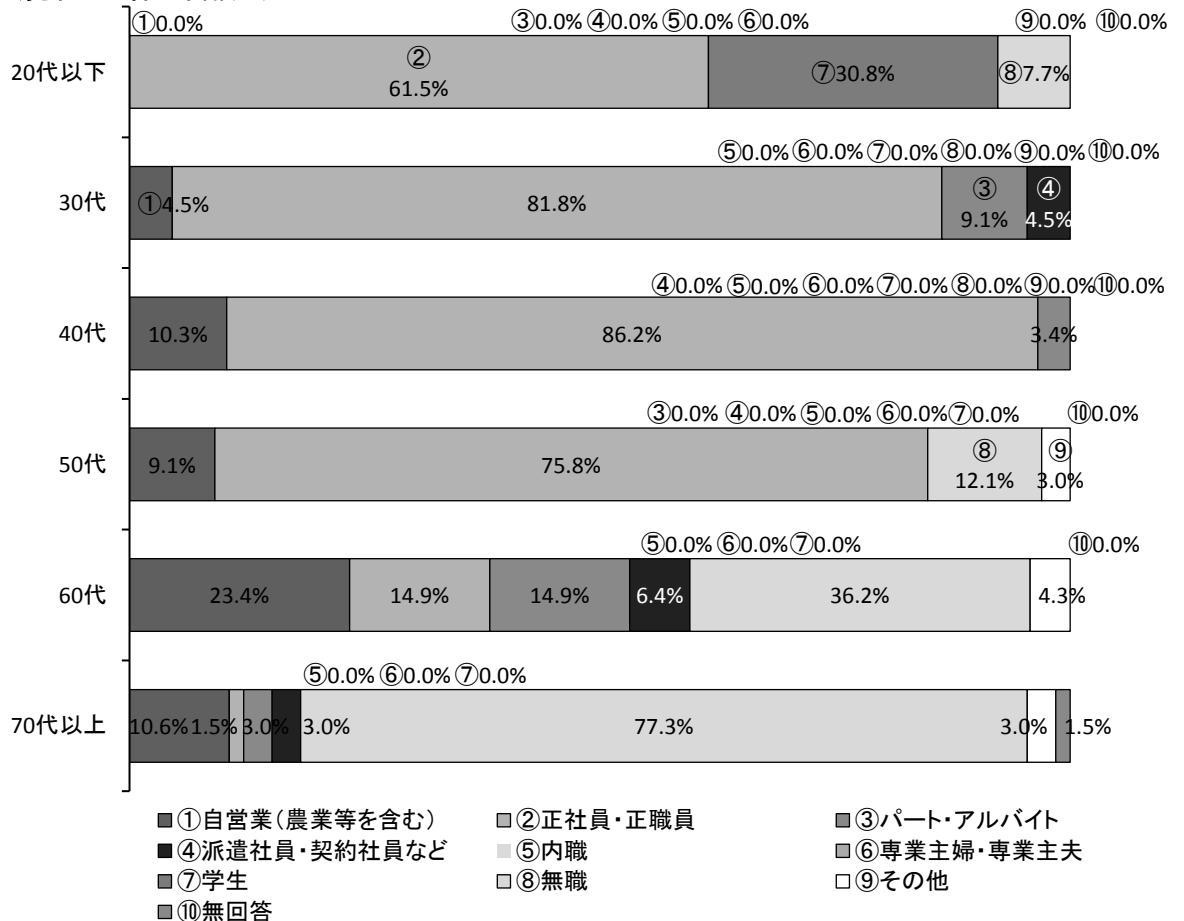 ①0.0% ③0.0% ④0.0% ⑤0.0% ⑥0.0% ⑨0.0% ⑩0.0%
20代以下 ② 61.5% ⑦30.8% ⑧7.7%
⑤0.0% ⑥0.0% ⑦0.0% ⑧0.0% ⑨0.0% ⑩0.0%
30代 ①4.5% 81.8% ③ 9.1% ④ 4.5%
④0.0% ⑤0.0% ⑥0.0% ⑦0.0% ⑧0.0% ⑨0.0% ⑩0.0%
40代 10.3% 86.2% 3.4%
③0.0% ④0.0% ⑤0.0% ⑥0.0% ⑦0.0% ⑩0.0%
50代 9.1% 75.8% ⑧ 12.1% ⑨ 3.0%
⑤0.0% ⑥0.0% ⑦0.0% ⑩0.0%
60代 23.4% 14.9% 14.9% 6.4% 36.2% 4.3%
⑤0.0% ⑥0.0% ⑦0.0%
70代以上 10.6% 1.5% 3.0% 3.0% 77.3% 3.0% 1.5%
①自営業(農業等を含む) ②正社員・正職員 ③パート・アルバイト
④派遣社員・契約社員など ⑤内職 ⑥専業主婦・専業主夫
⑦学生 ⑧無職 ⑨その他
⑩無回答